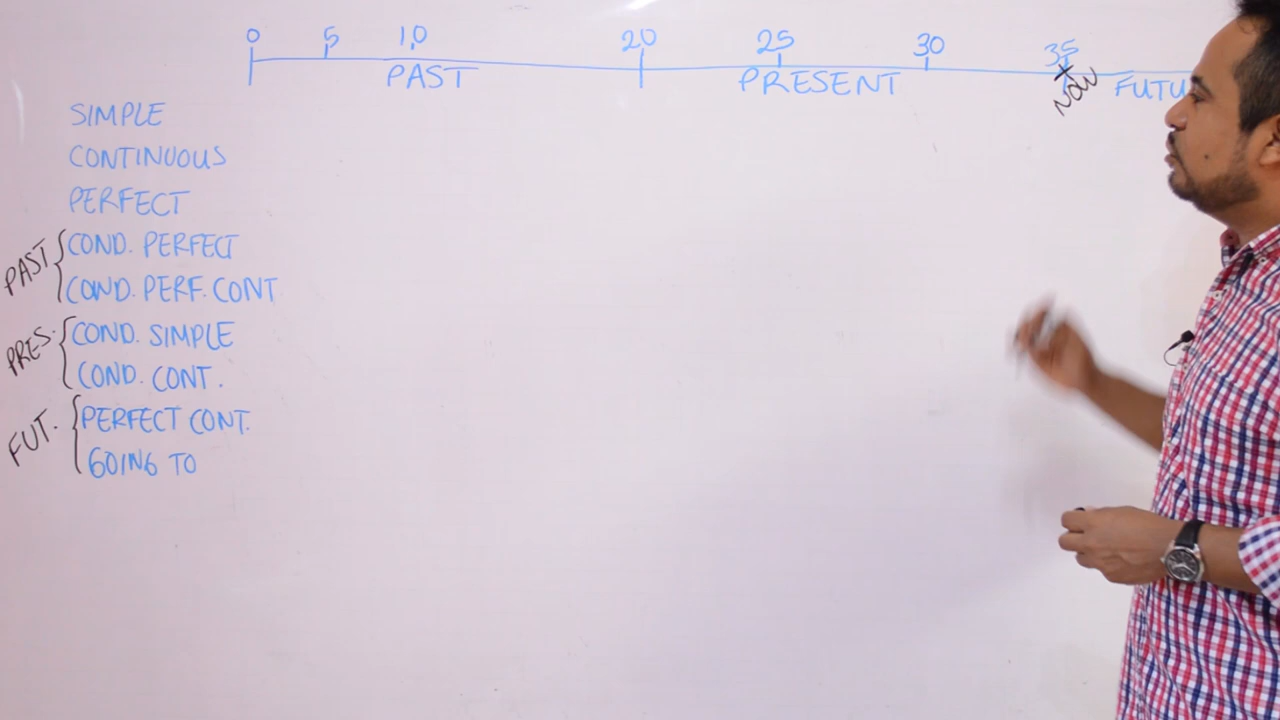 0 5 10 20 25 30 35
PAST PRESENT NOW FUTU
SIMPLE
CONTINUOUS
PERFECT
PAST { COND. PERFECT
COND. PERF. CONT
PRES. { COND. SIMPLE
COND. CONT.
FUT. { PERFECT CONT.
GOING TO